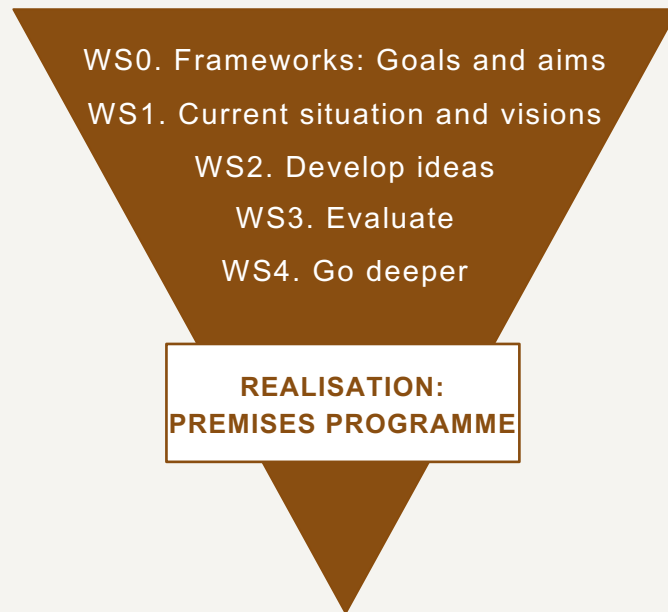 WS0. Frameworks: Goals and aims
WS1. Current situation and visions
WS2. Develop ideas
WS3. Evaluate
WS4. Go deeper
REALISATION:
PREMISES PROGRAMME